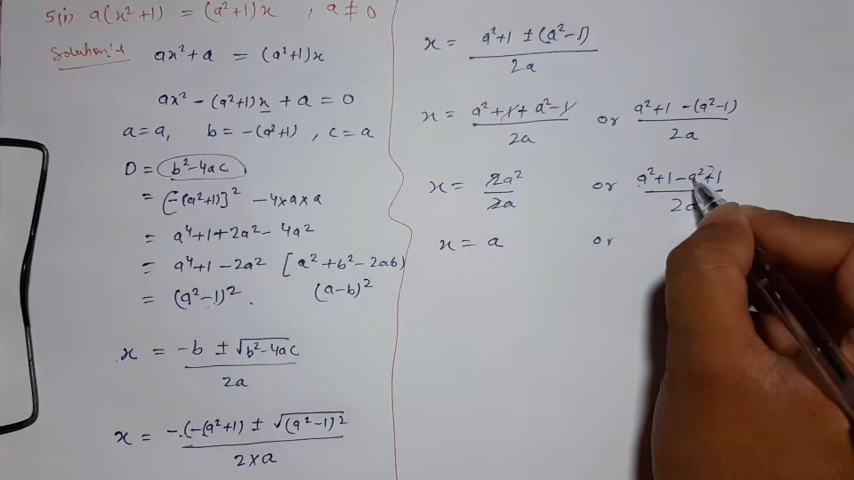 5(i) a(x²+1) = (a²+1)x , a ≠ 0
Solution:-
ax²+a = (a²+1)x
ax² - (a²+1)x + a = 0
a=a, b= -(a²+1), c=a
D = b²-4ac
= [-(a²+1)]² - 4×a×a
= a⁴+1+2a² - 4a²
= a⁴+1 - 2a² [a²+b²-2ab)
= (a²-1)². (a-b)²
x = -b ± √b²-4ac / 2a
x = -(-(a²+1) ± √(a²-1)² / 2×a
x = a²+1 ±(a²-1) / 2a
x = a²+1+a²-1 / 2a or a²+1 -(a²-1) / 2a
x = 2a² / 2a or a²+1-a²+1 / 2a
x = a or